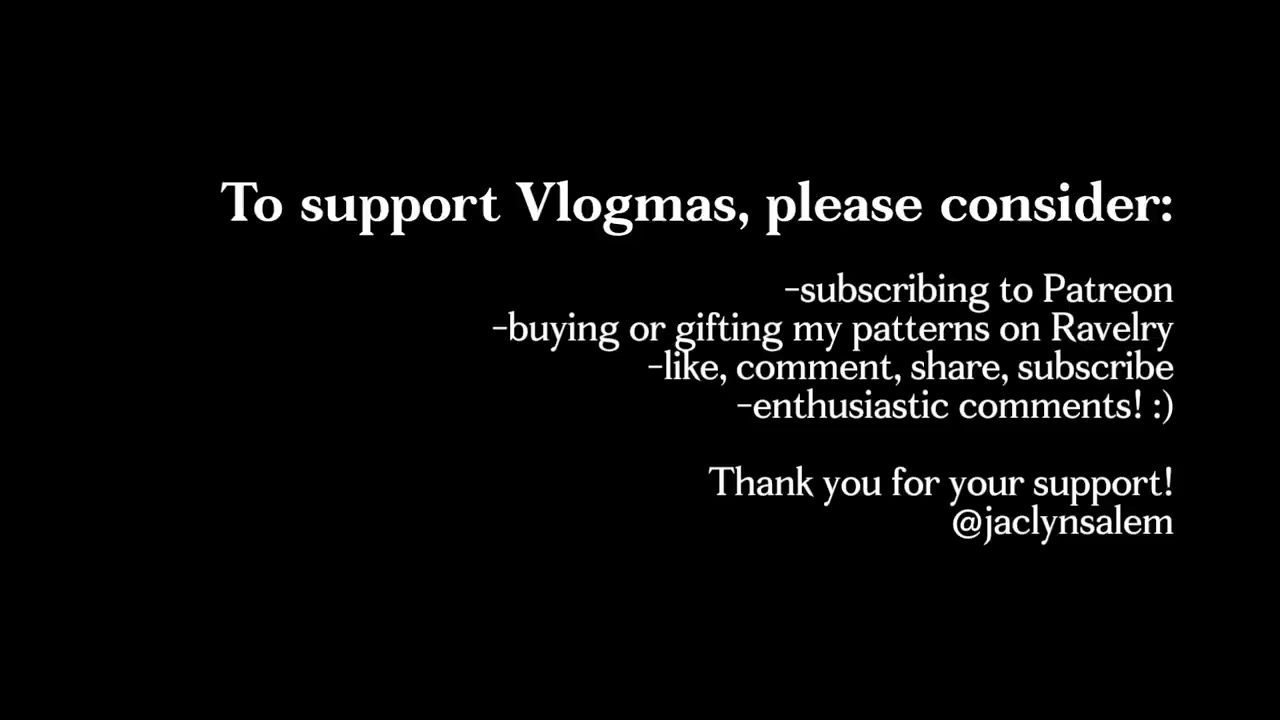 To support Vlogmas, please consider:
-subscribing to Patreon
-buying or gifting my patterns on Ravelry
-like, comment, share, subscribe
-enthusiastic comments! :)
Thank you for your support!
@jaclynsalem